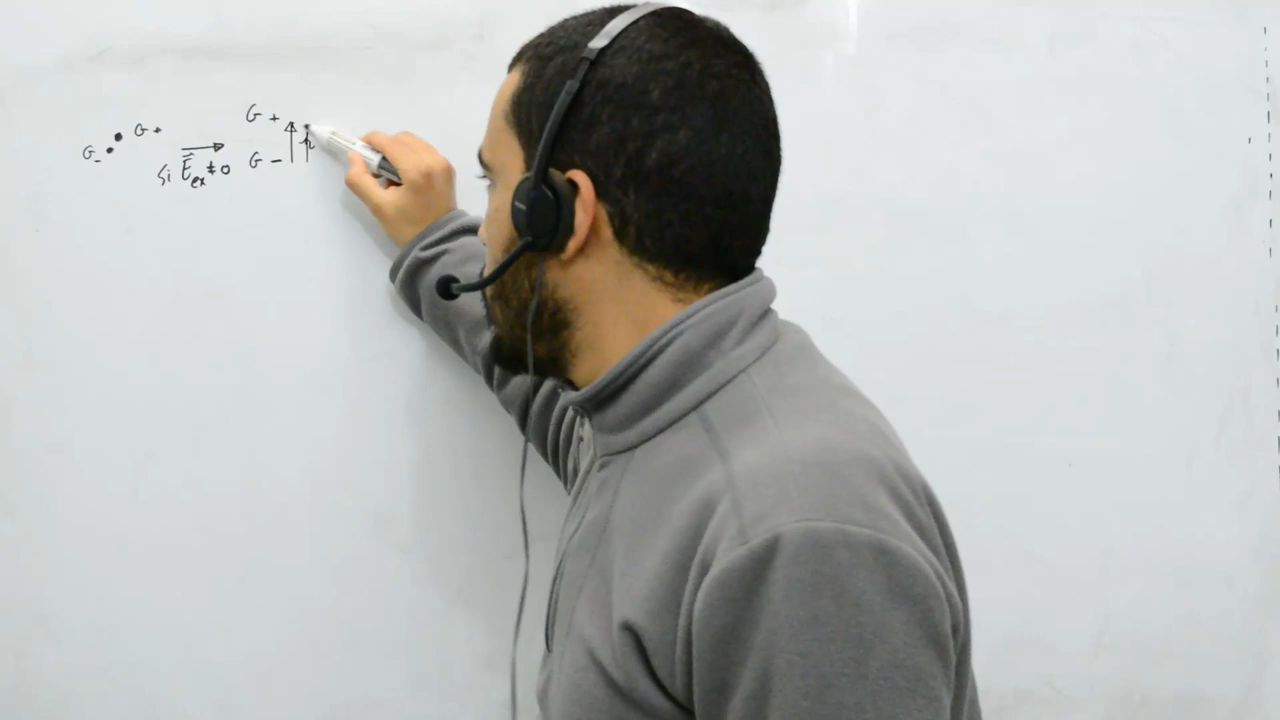 G- G+
Si E⃗ex ≠ 0
G+
G-